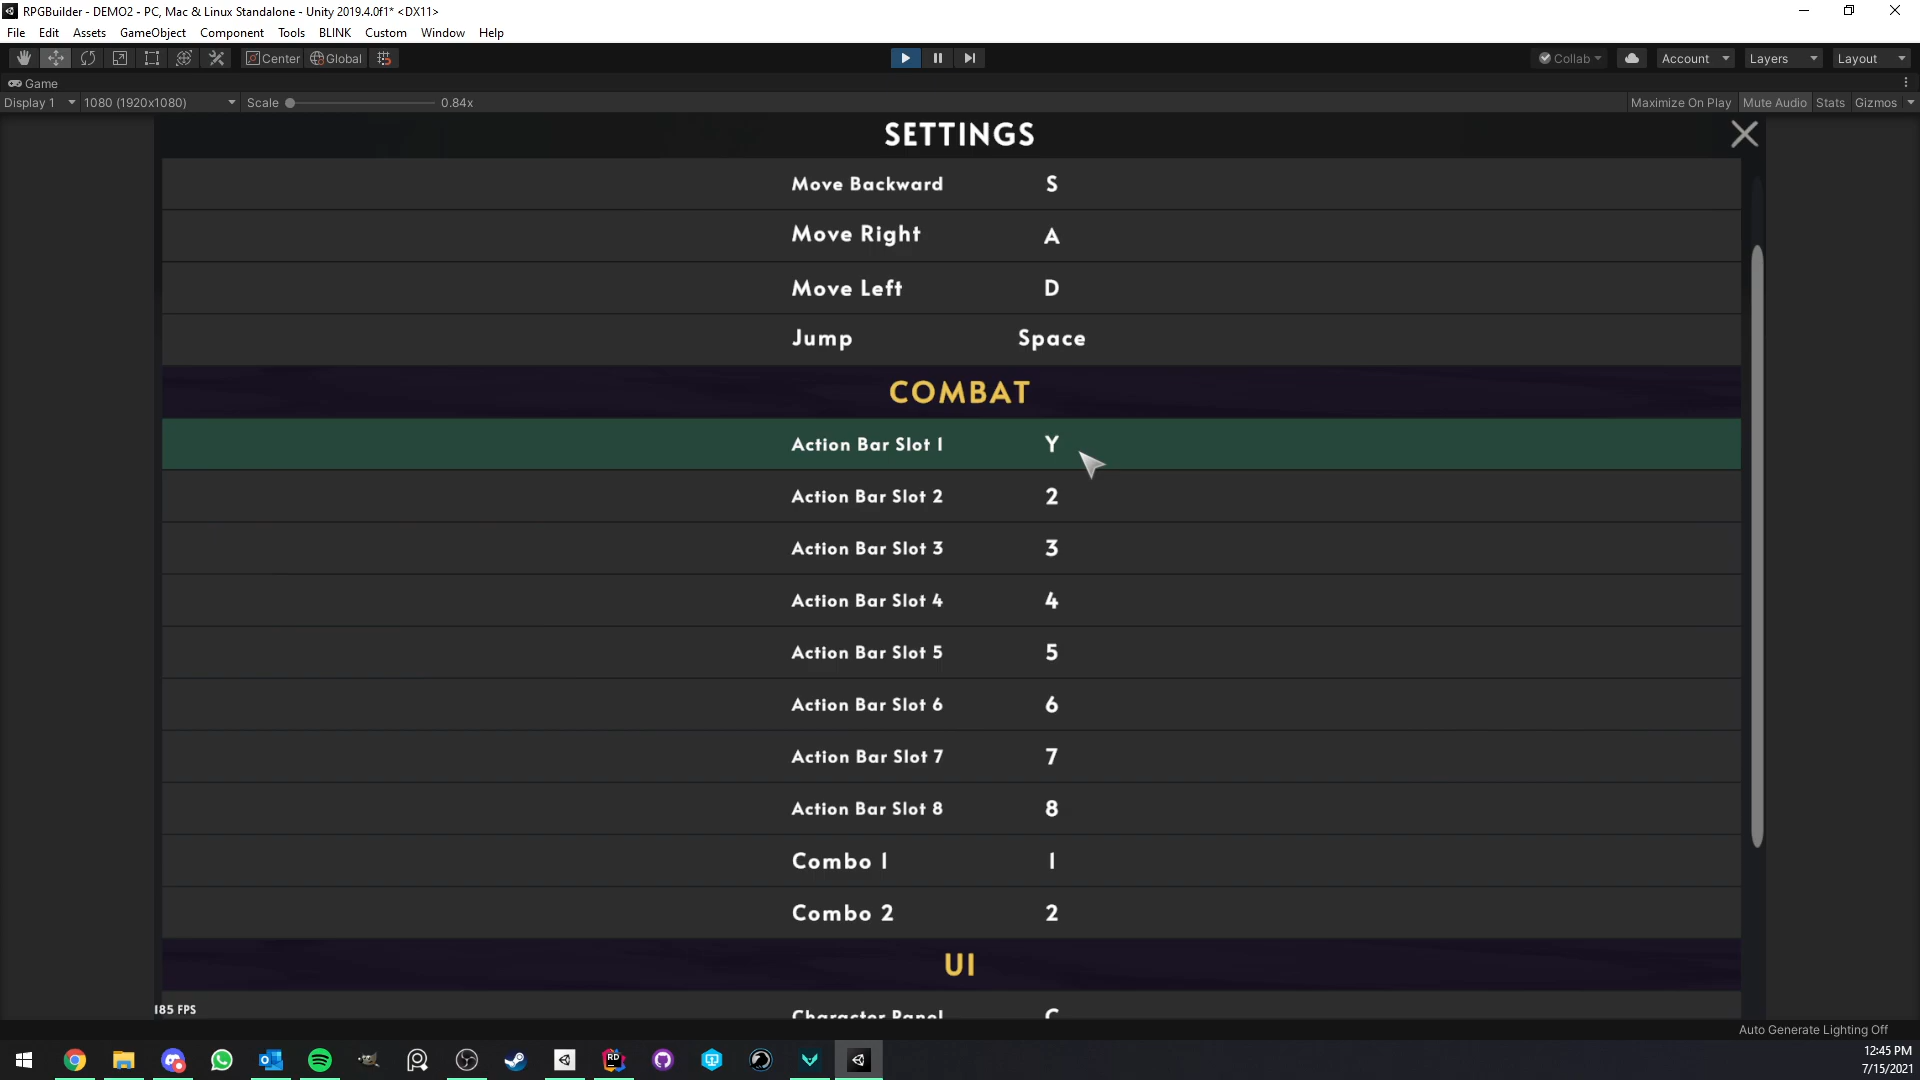 RPGBuilder - DEMO2 - PC, Mac & Linux Standalone - Unity 2019.4.0f1* <DX11>
File Edit Assets GameObject Component Tools BLINK Custom Window Help
Center Global Collab Account Layers Layout
Game
Display 1 1080 (1920x1080) Scale 0.84x Maximize On Play Mute Audio Stats Gizmos
SETTINGS
Move Backward S
Move Right A
Move Left D
Jump Space
COMBAT
Action Bar Slot 1 Y
Action Bar Slot 2 2
Action Bar Slot 3 3
Action Bar Slot 4 4
Action Bar Slot 5 5
Action Bar Slot 6 6
Action Bar Slot 7 7
Action Bar Slot 8 8
Combo 1 1
Combo 2 2
UI
185 FPS
Character Panel C
Auto Generate Lighting Off
RD
12:45 PM
7/15/2021